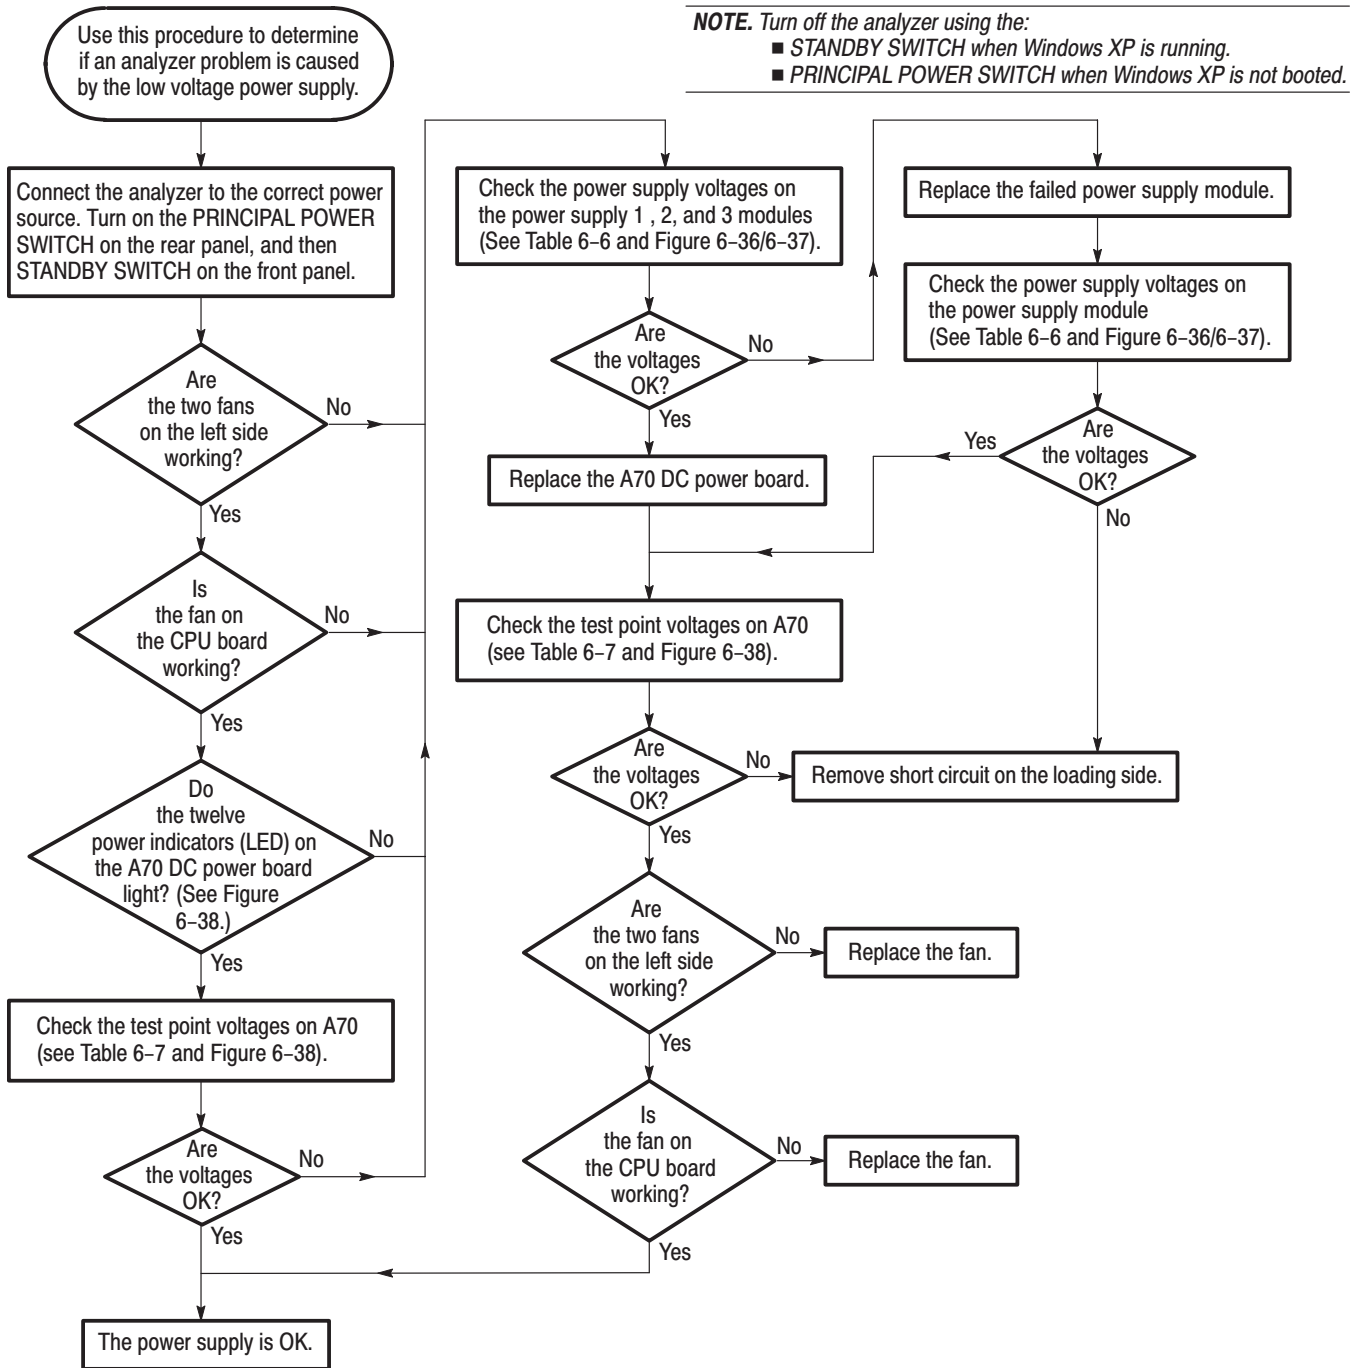 Use this procedure to determine
if an analyzer problem is caused
by the low voltage power supply.
NOTE. Turn off the analyzer using the:
■ STANDBY SWITCH when Windows XP is running.
■ PRINCIPAL POWER SWITCH when Windows XP is not booted.
Connect the analyzer to the correct power
source. Turn on the PRINCIPAL POWER
SWITCH on the rear panel, and then
STANDBY SWITCH on the front panel.
Are
the two fans
on the left side
working?
No
Yes
Is
the fan on
the CPU board
working?
No
Yes
Do
the twelve
power indicators (LED) on
the A70 DC power board
light? (See Figure
6–38.)
No
Yes
Check the test point voltages on A70
(see Table 6–7 and Figure 6–38).
Are
the voltages
OK?
No
Yes
The power supply is OK.
Check the power supply voltages on
the power supply 1 , 2, and 3 modules
(See Table 6–6 and Figure 6–36/6–37).
Are
the voltages
OK?
No
Yes
Replace the A70 DC power board.
Check the test point voltages on A70
(see Table 6–7 and Figure 6–38).
Are
the voltages
OK?
No
Yes
Are
the two fans
on the left side
working?
No
Replace the fan.
Yes
Is
the fan on
the CPU board
working?
No
Replace the fan.
Yes
Replace the failed power supply module.
Check the power supply voltages on
the power supply module
(See Table 6–6 and Figure 6–36/6–37).
Are
the voltages
OK?
Yes
No
Remove short circuit on the loading side.